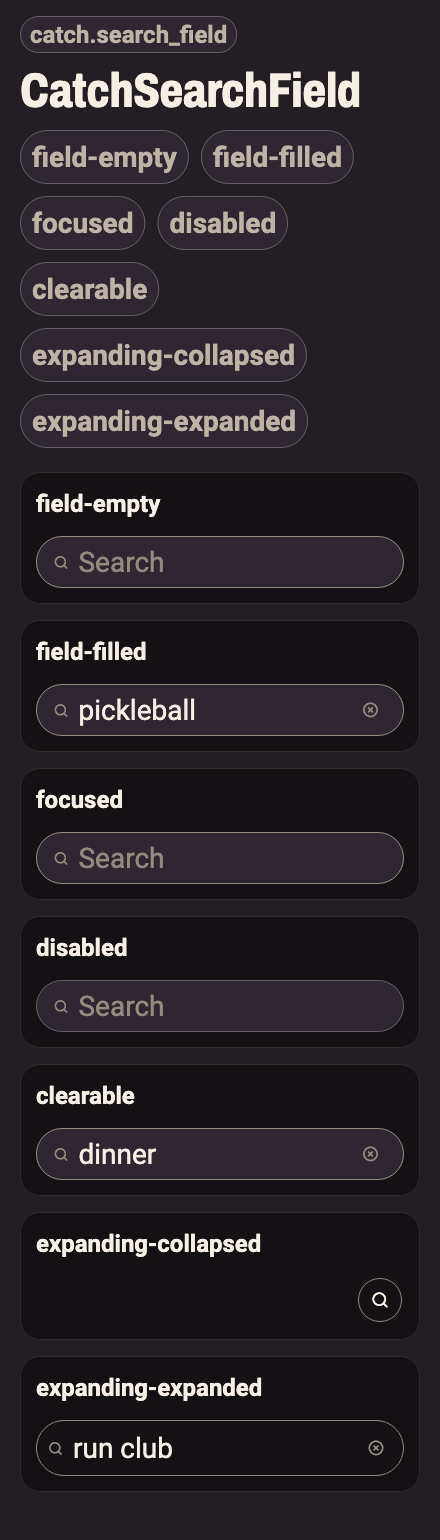 catch.search_field
CatchSearchField
field-empty field-filled
focused disabled
clearable
expanding-collapsed
expanding-expanded
field-empty
Search
field-filled
pickleball
focused
Search
disabled
Search
clearable
dinner
expanding-collapsed
expanding-expanded
run club